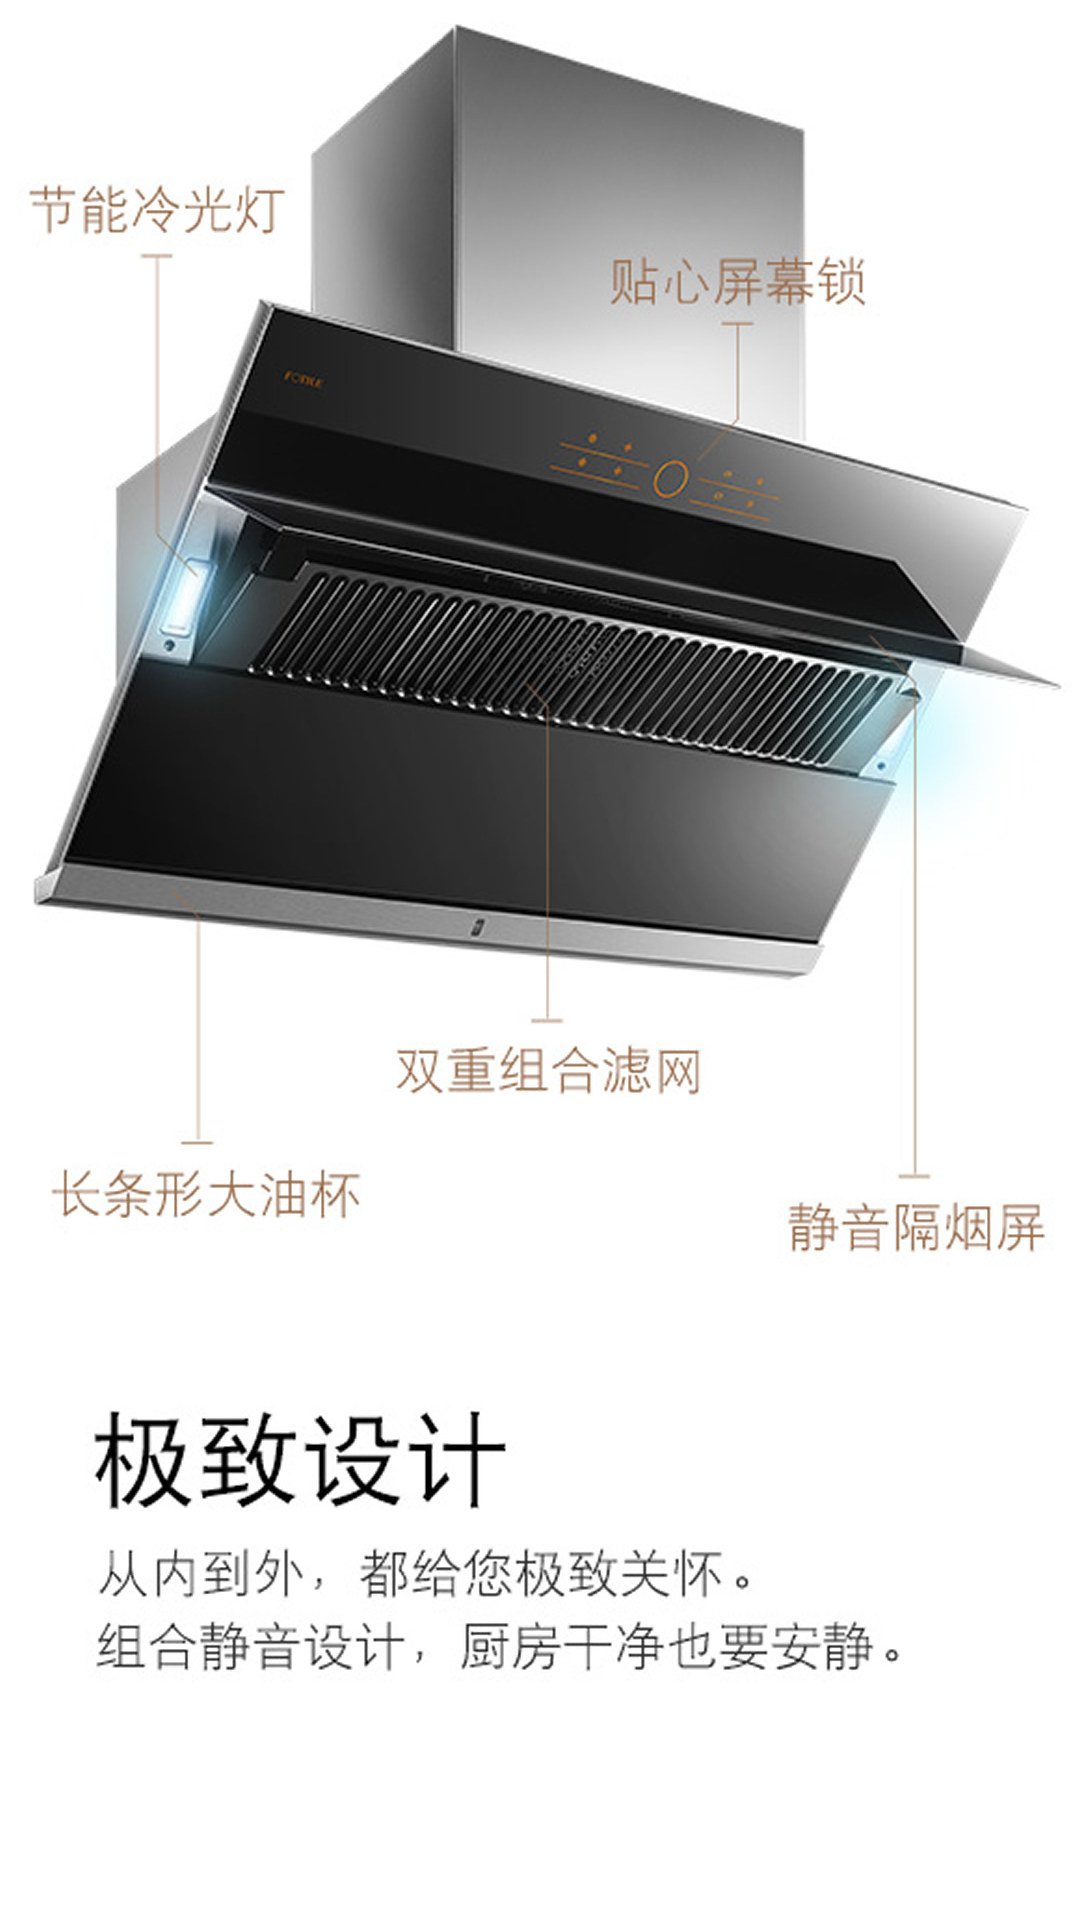 节能冷光灯
贴心屏幕锁
FOTILE
双重组合滤网
长条形大油杯
静音隔烟屏
极致设计
从内到外，都给您极致关怀。
组合静音设计，厨房干净也要安静。